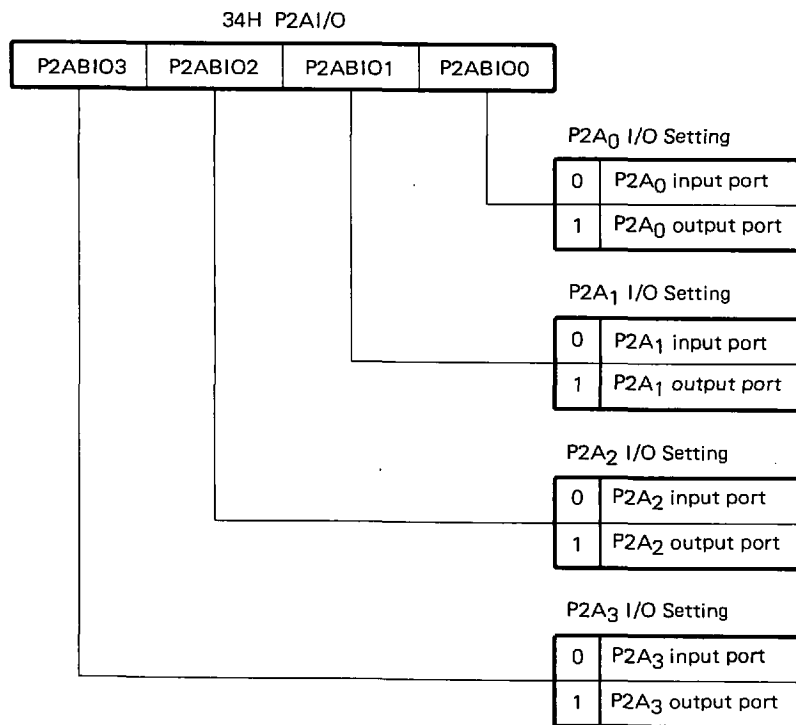 34H P2AI/O
P2ABIO3 P2ABIO2 P2ABIO1 P2ABIO0
P2A0 I/O Setting
0 P2A0 input port
1 P2A0 output port
P2A1 I/O Setting
0 P2A1 input port
1 P2A1 output port
P2A2 I/O Setting
0 P2A2 input port
1 P2A2 output port
P2A3 I/O Setting
0 P2A3 input port
1 P2A3 output port